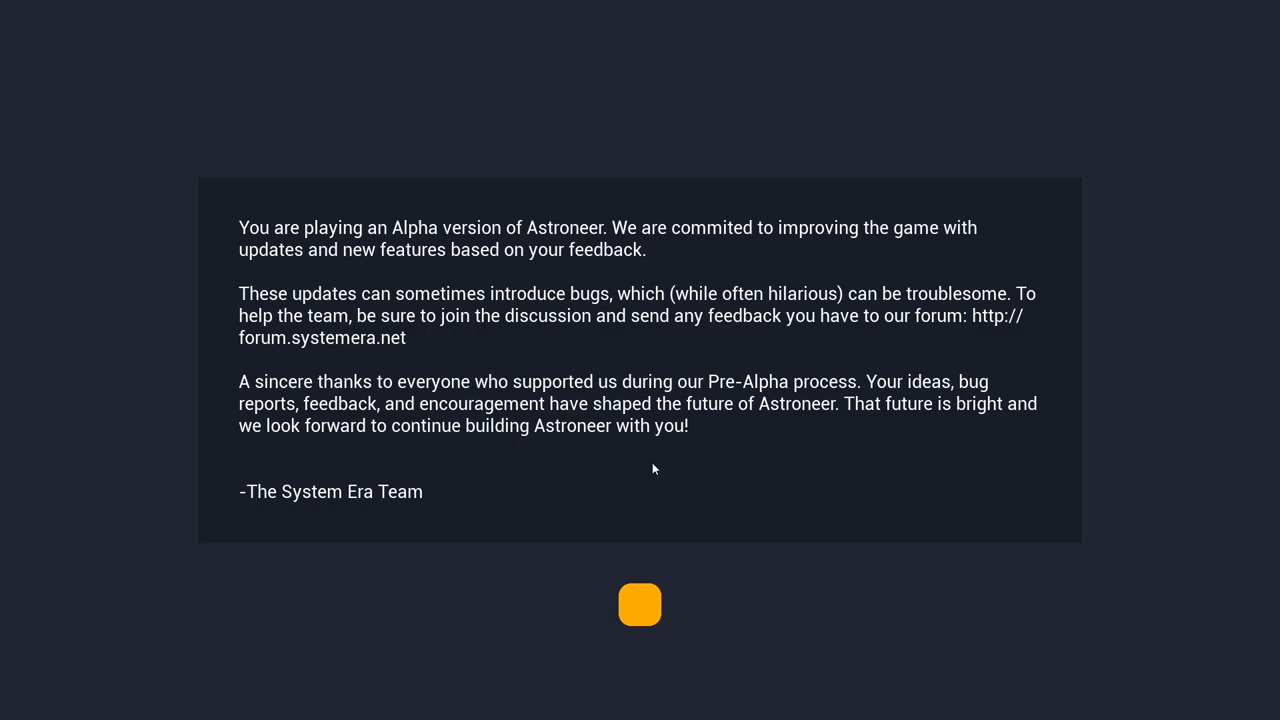 You are playing an Alpha version of Astroneer. We are commited to improving the game with
updates and new features based on your feedback.
These updates can sometimes introduce bugs, which (while often hilarious) can be troublesome. To
help the team, be sure to join the discussion and send any feedback you have to our forum: http://
forum.systemera.net
A sincere thanks to everyone who supported us during our Pre-Alpha process. Your ideas, bug
reports, feedback, and encouragement have shaped the future of Astroneer. That future is bright and
we look forward to continue building Astroneer with you!
-The System Era Team